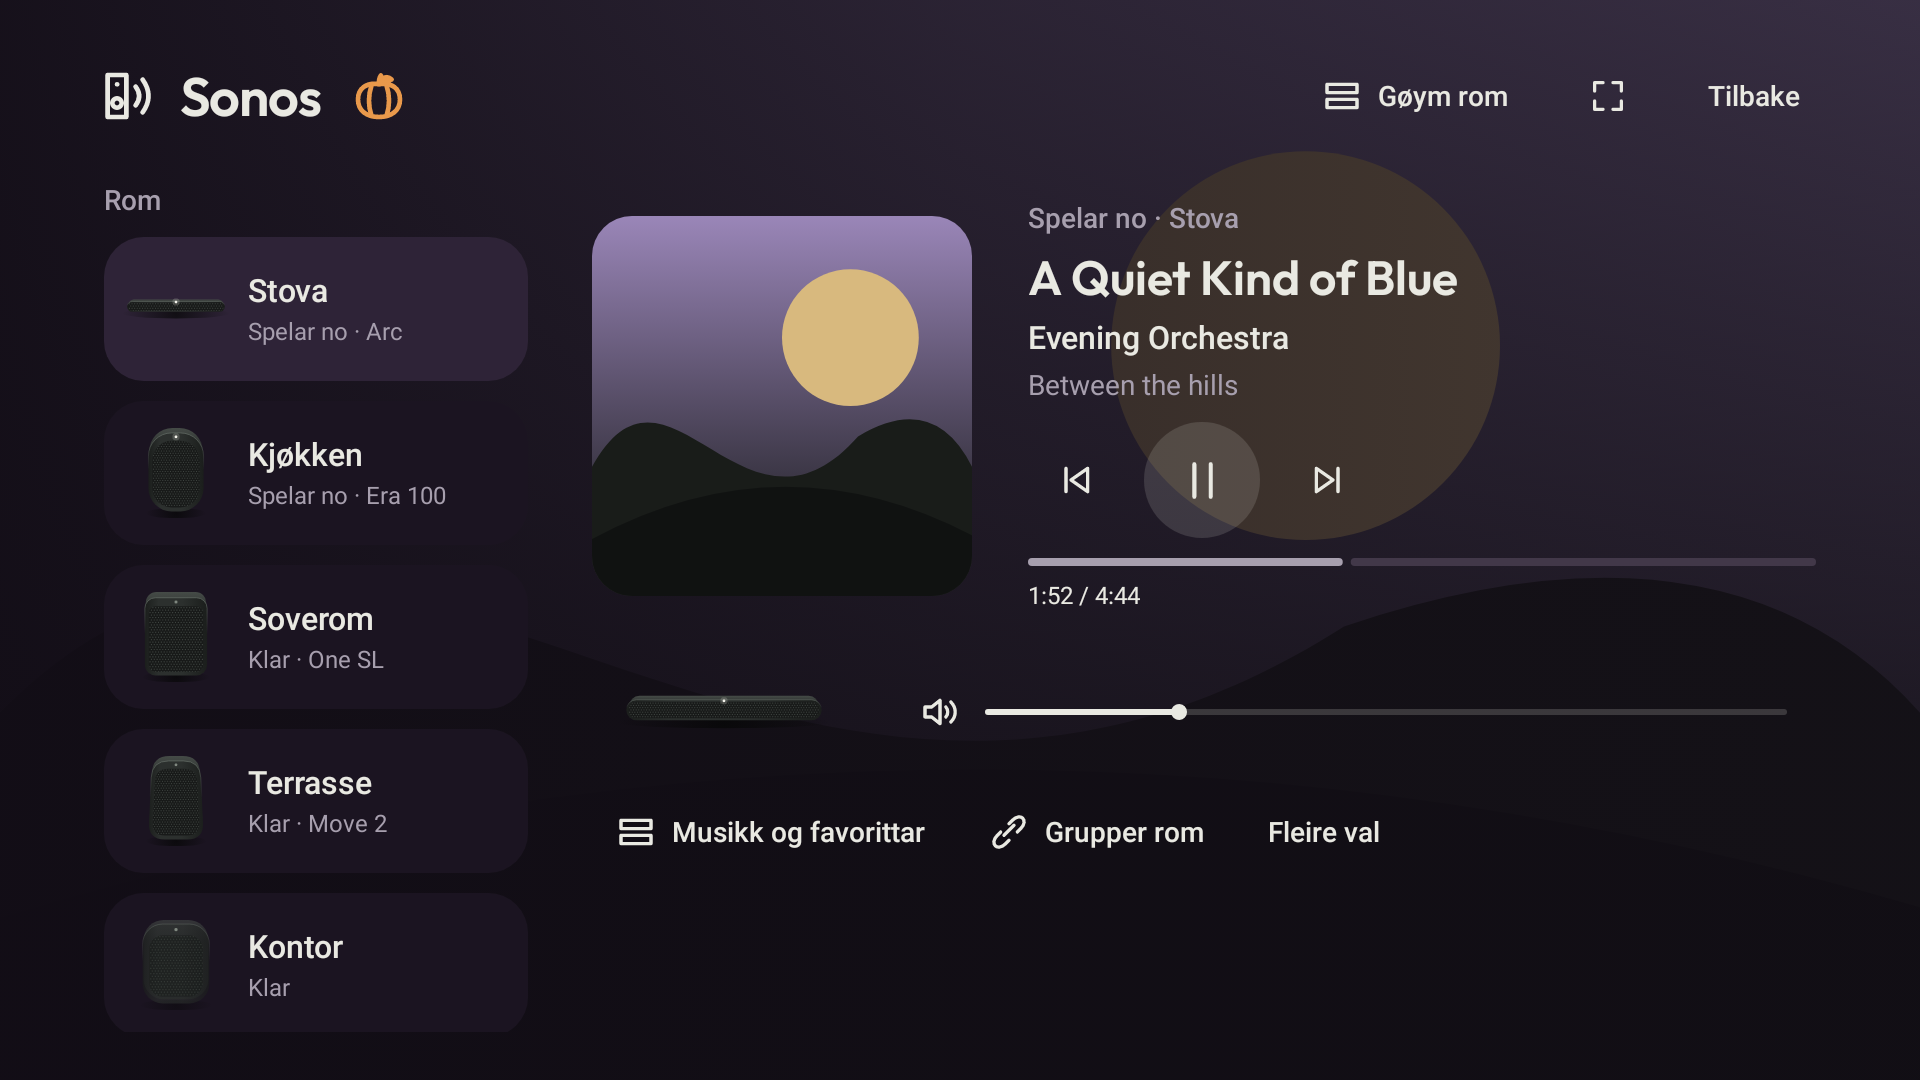 Sonos
Gøym rom
Tilbake
Rom
Stova
Spelar no · Arc
Kjøkken
Spelar no · Era 100
Soverom
Klar · One SL
Terrasse
Klar · Move 2
Kontor
Klar
Spelar no · Stova
A Quiet Kind of Blue
Evening Orchestra
Between the hills
1:52 / 4:44
Musikk og favorittar
Grupper rom
Fleire val